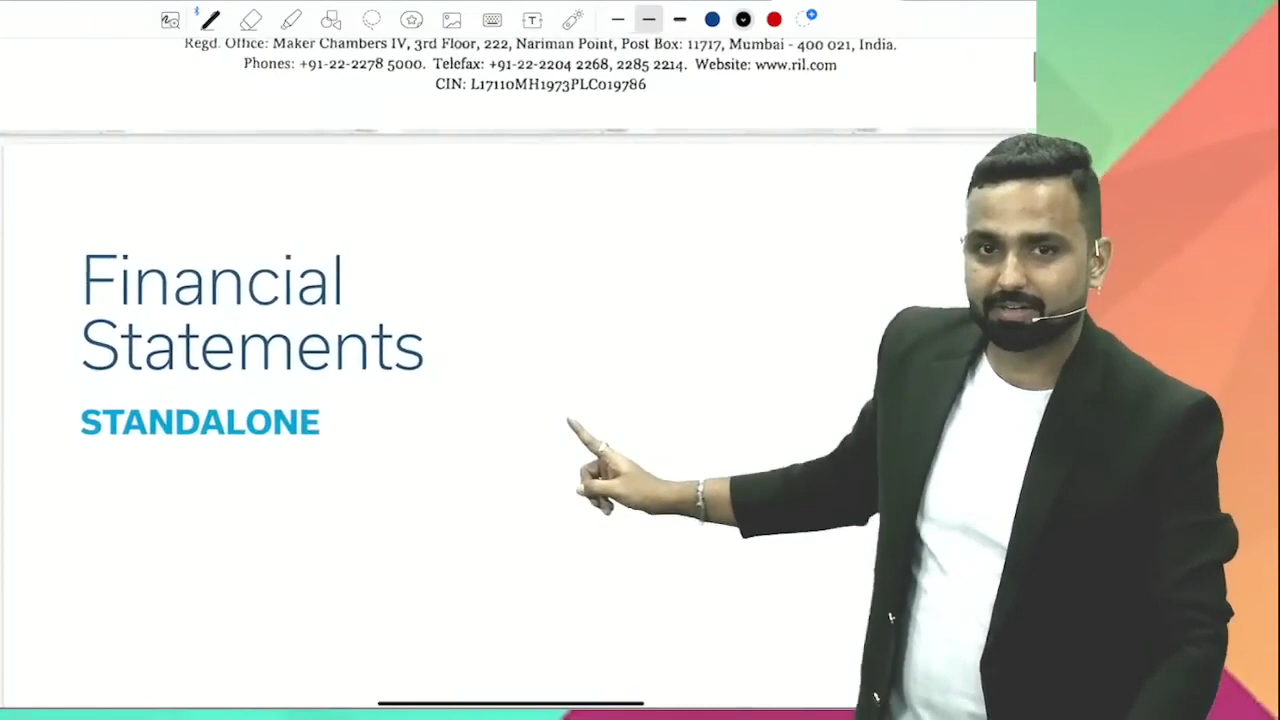 Regd. Office: Maker Chambers IV, 3rd Floor, 222, Nariman Point, Post Box: 11717, Mumbai - 400 021, India.
Phones: +91-22-2278 5000. Telefax: +91-22-2204 2268, 2285 2214. Website: www.ril.com
CIN: L17110MH1973PLC019786
Financial
Statements
STANDALONE